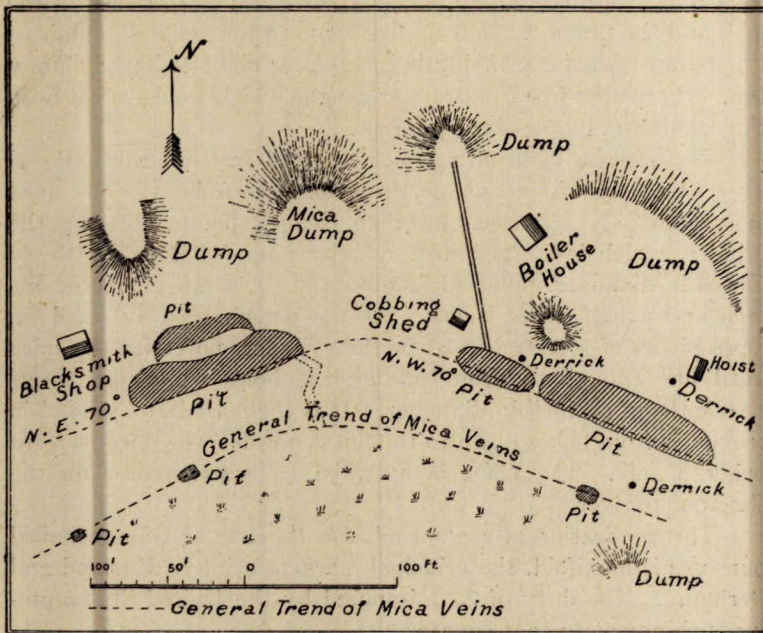 N
Dump
Mica
Dump
Dump
Dump
Boiler
House
Dump
Cobbing
Shed
Pit
Blacksmith
Shop
N. E. 70°
Pit
N. W. 70°
Pit
Derrick
Hoist
Derrick
Pit
General Trend of Mica Veins
Pit
Pit
Pit
Derrick
Dump
100' 50' 0 100 Ft.
General Trend of Mica Veins